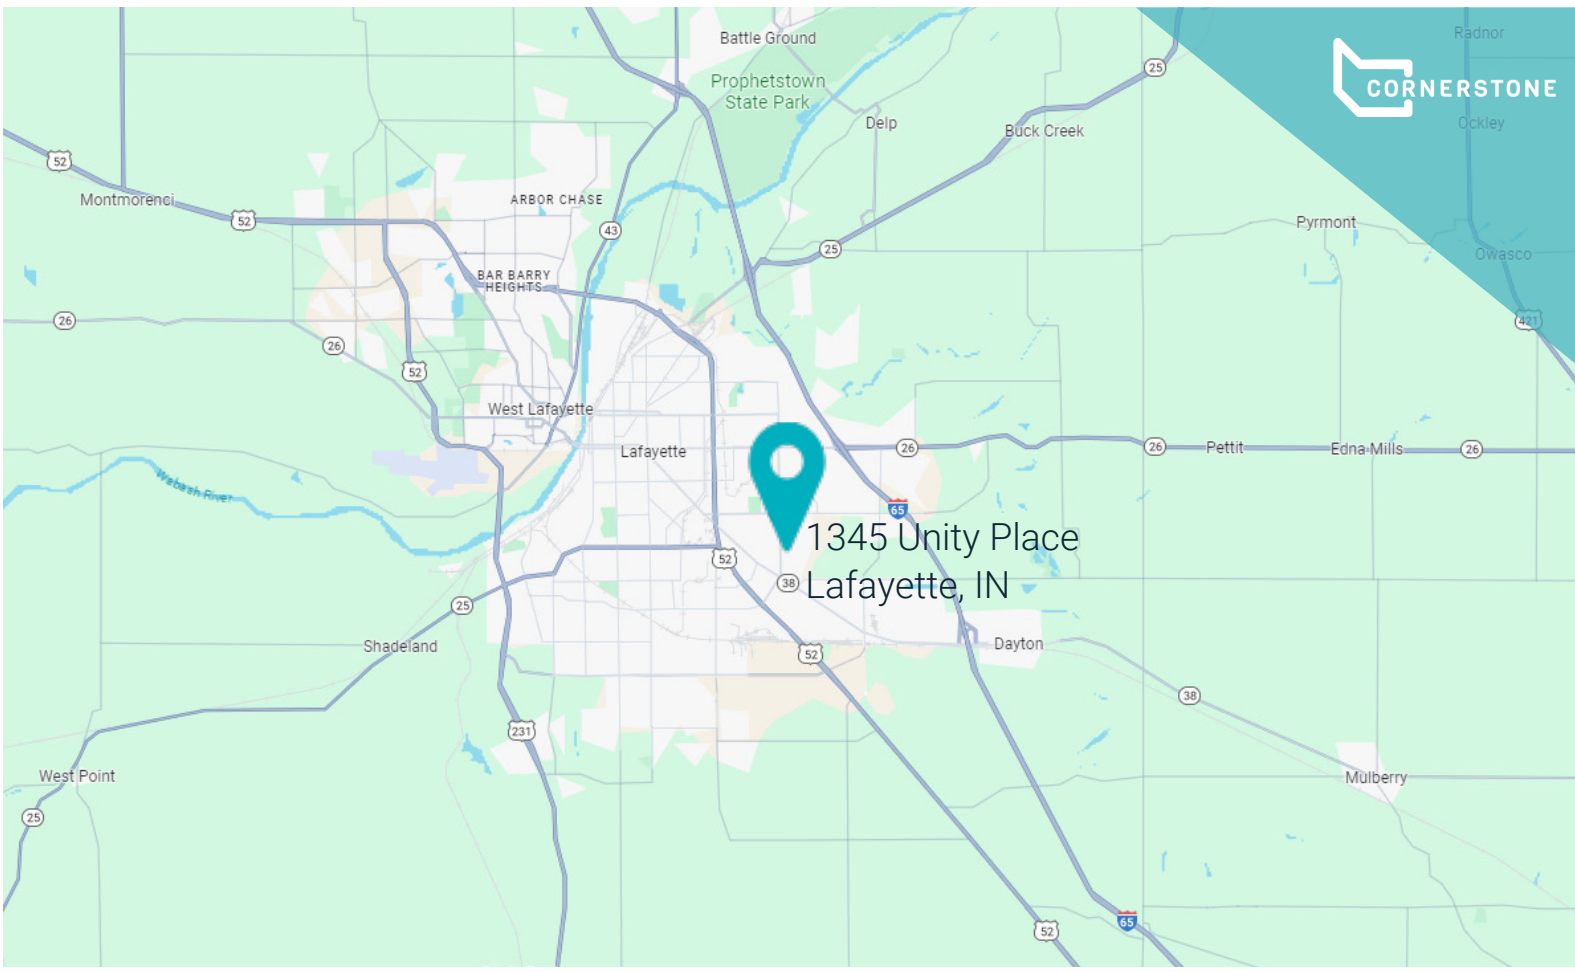 Battle Ground
Radnor
25
CORNERSTONE
Prophetstown
State Park
Delp
Buck Creek
Ockley
52
Montmorenci
ARBOR CHASE
52
43
Pyrmont
25
Owasco
BAR BARRY
HEIGHTS
26
421
26
52
West Lafayette
Lafayette
26
26
Pettit
Edna Mills
26
Wabash River
65
1345 Unity Place
Lafayette, IN
52
38
25
Shadeland
Dayton
52
38
231
West Point
Mulberry
25
65
52